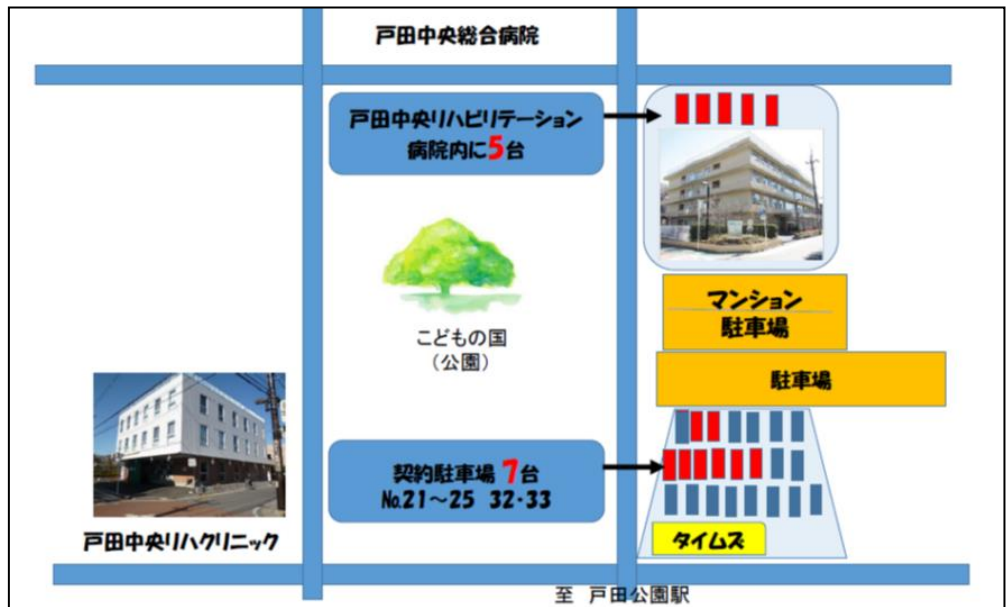 戸田中央総合病院
戸田中央リハビリテーション
病院内に5台
マンション
駐車場
こどもの国
（公園）
駐車場
契約駐車場 7台
No.21～25 32・33
タイムズ
戸田中央リハクリニック
至 戸田公園駅